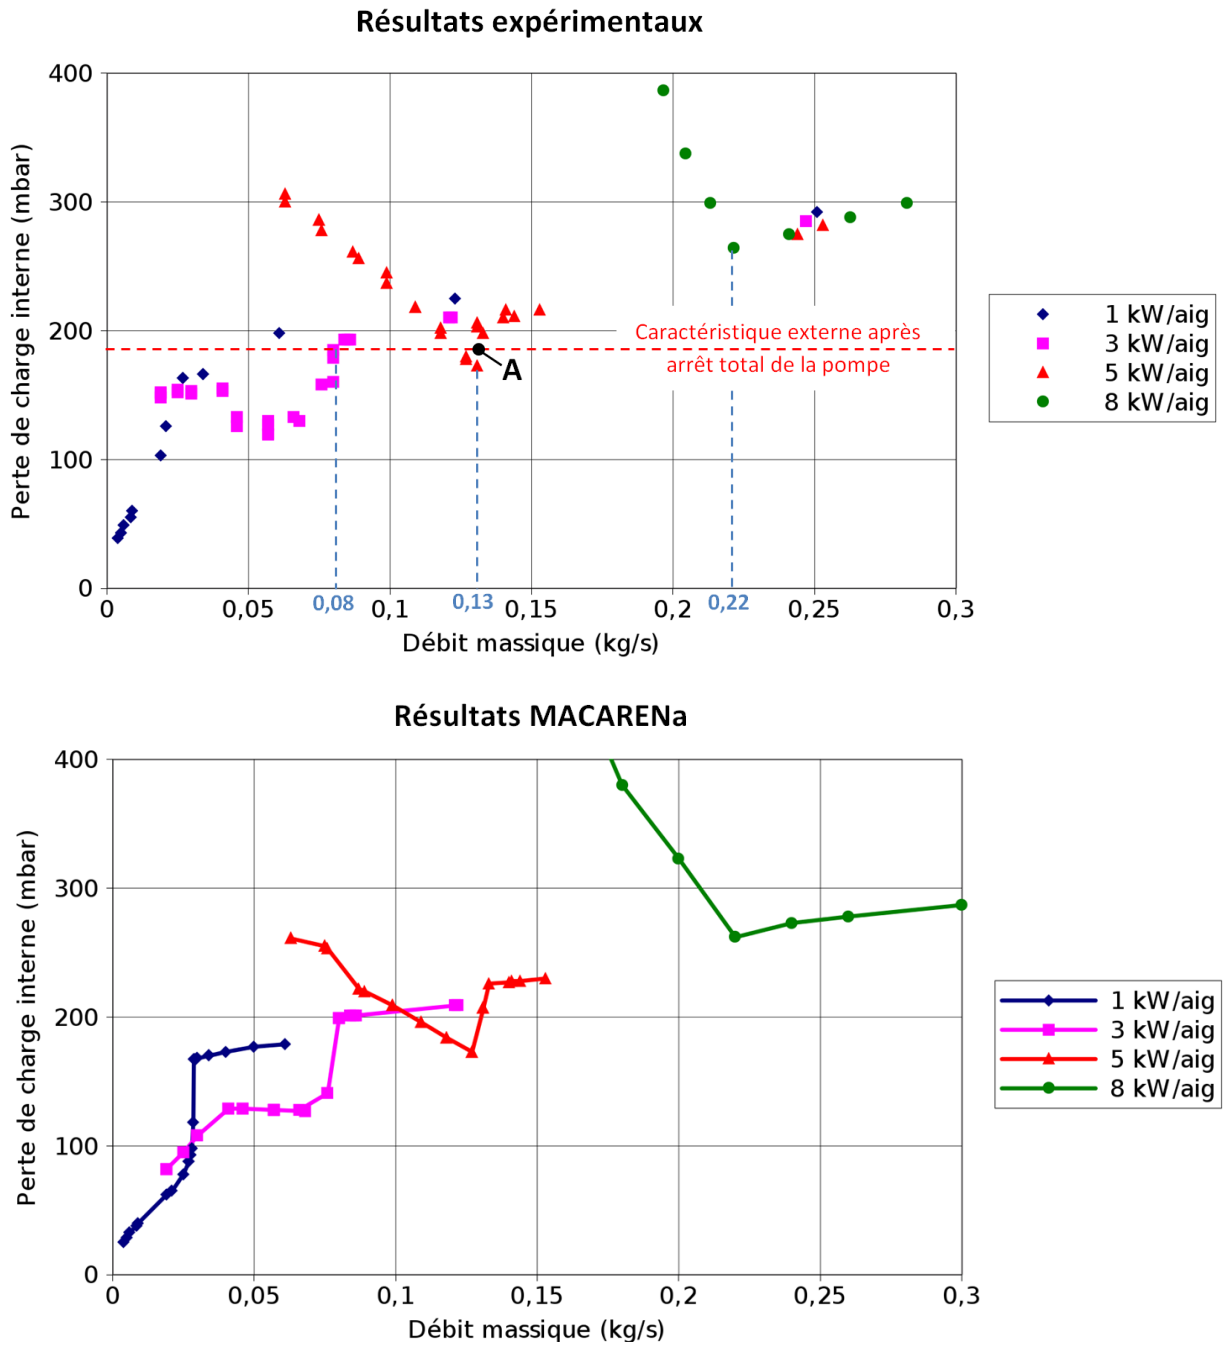 Résultats expérimentaux
400
300
200
100
0
Perte de charge interne (mbar)
Caractéristique externe après
arrêt total de la pompe
A
0 0,05 0,08 0,1 0,13 0,15 0,2 0,22 0,25 0,3
Débit massique (kg/s)
1 kW/aig
3 kW/aig
5 kW/aig
8 kW/aig
Résultats MACARENa
400
300
200
100
0
Perte de charge interne (mbar)
0 0,05 0,1 0,15 0,2 0,25 0,3
Débit massique (kg/s)
1 kW/aig
3 kW/aig
5 kW/aig
8 kW/aig